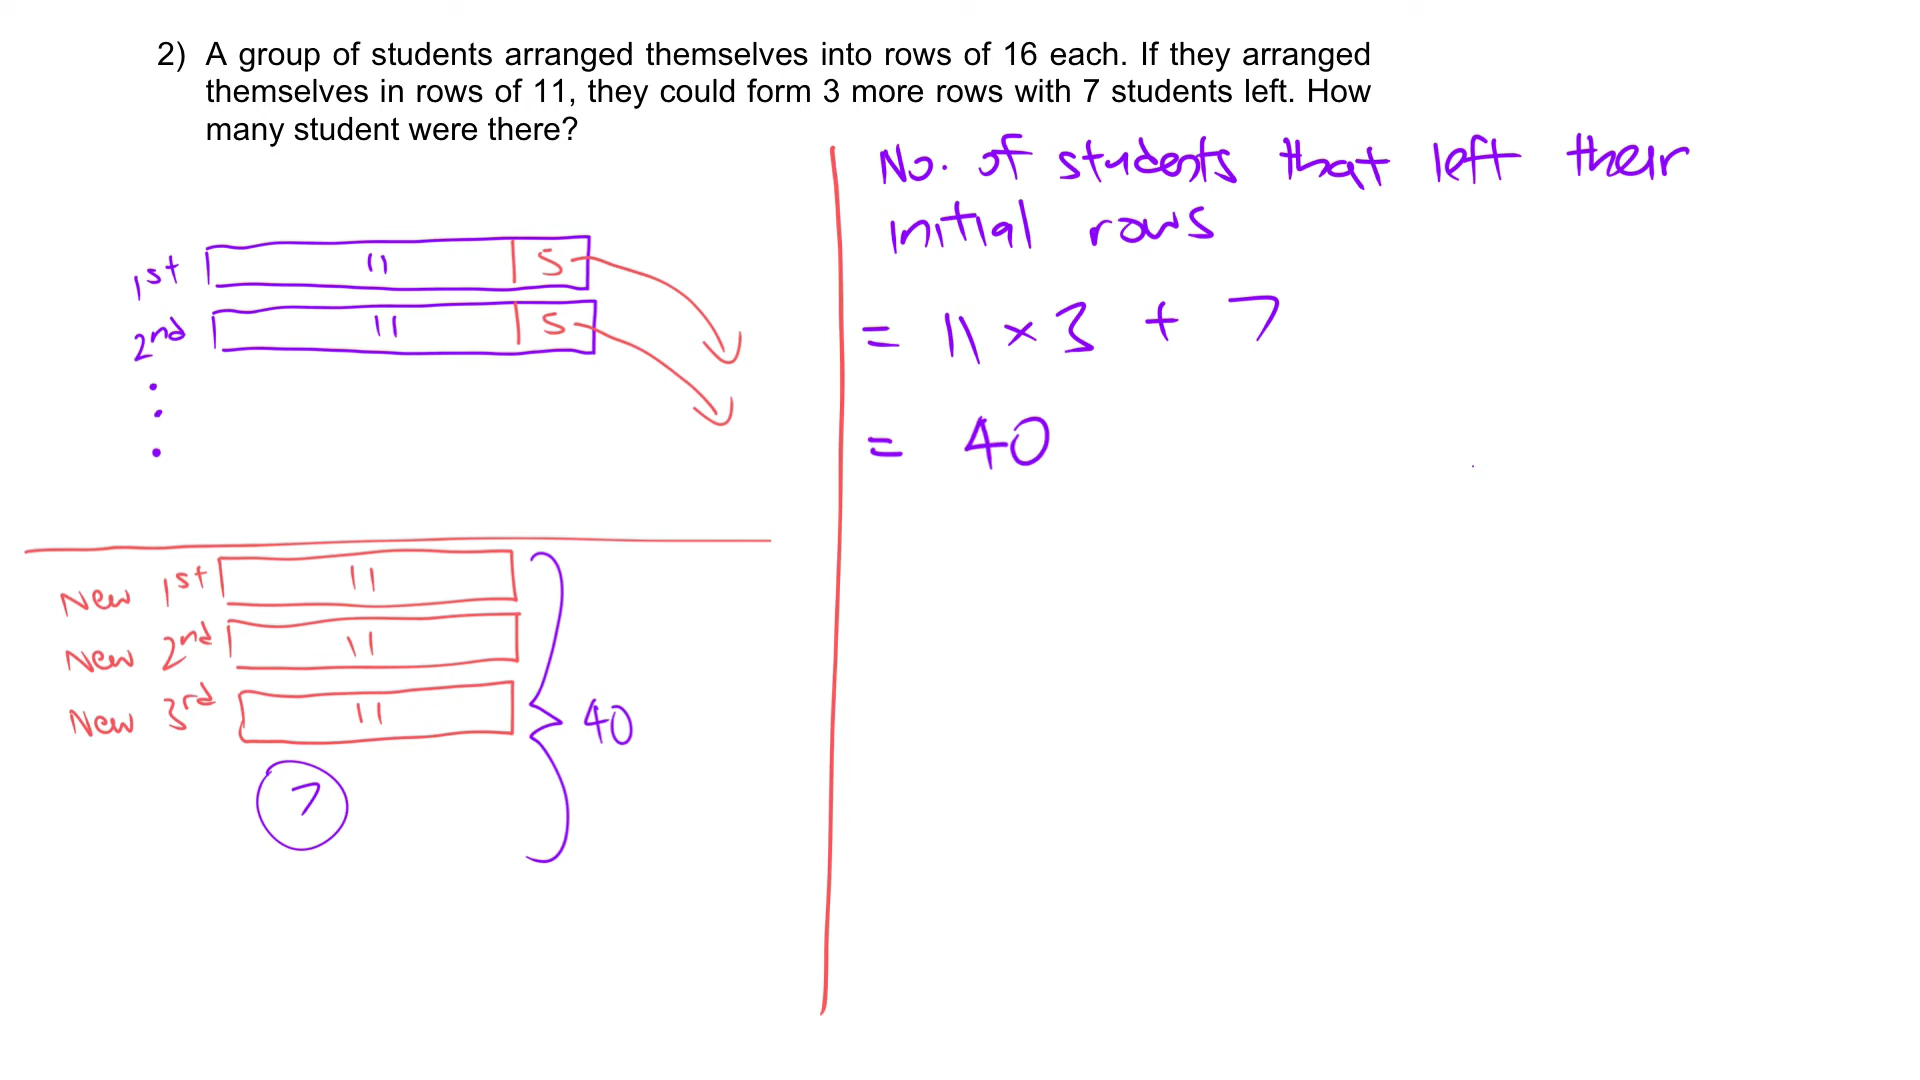 2) A group of students arranged themselves into rows of 16 each. If they arranged
themselves in rows of 11, they could form 3 more rows with 7 students left. How
many student were there?
No. of students that left their
initial rows
= 11 × 3 + 7
= 40
1st 11 5
2nd 11 5
New 1st 11
New 2nd 11
New 3rd 11
40
7